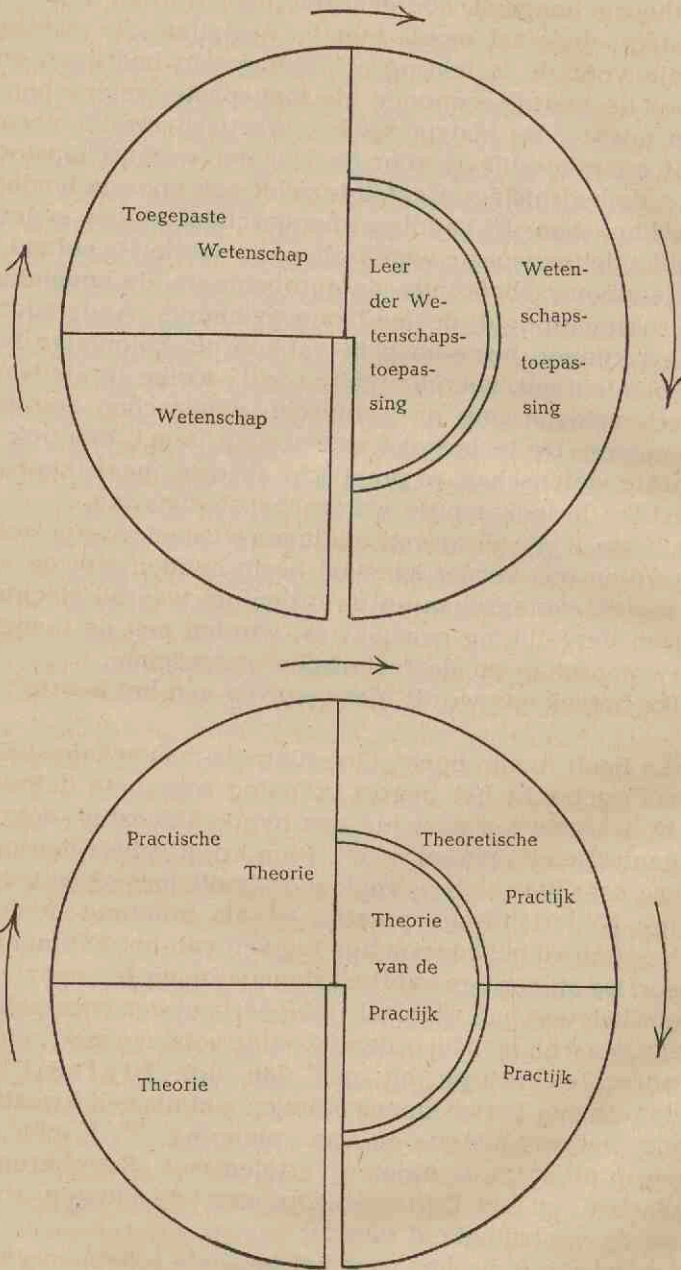 Toegepaste
Wetenschap
Wetenschap
Leer
der We-
tenschaps-
toepas-
sing
Weten-
schaps-
toepas-
sing
Practische
Theorie
Theoretische
Practijk
Theorie
van de
Practijk
Theorie
Practijk